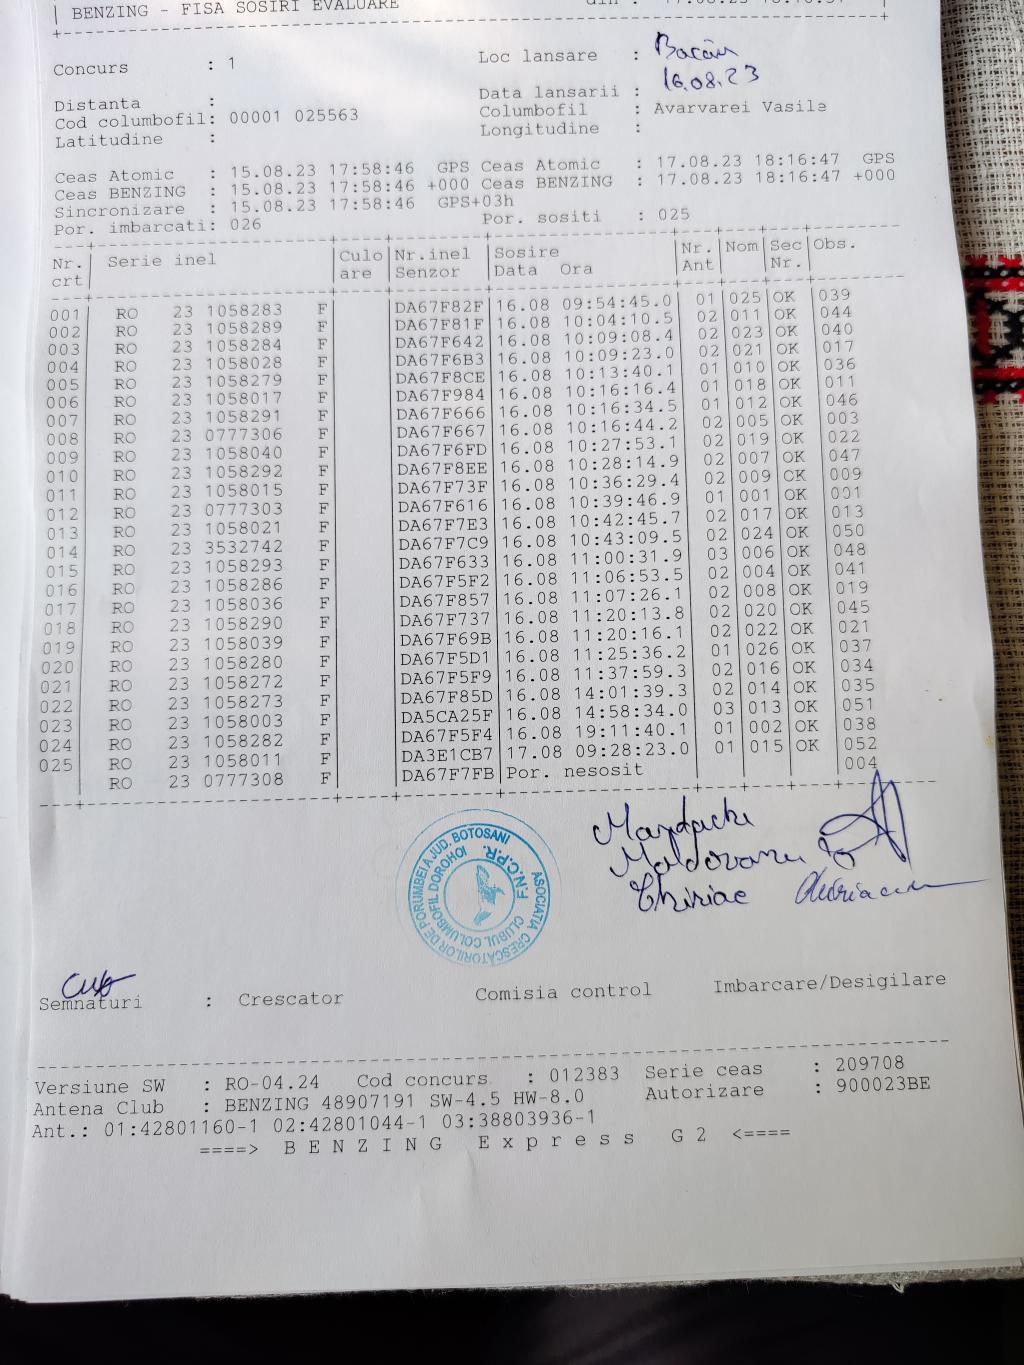 BENZING - FISA SOSIRI EVALUARE
Concurs : 1 Loc lansare : Bacău
Data lansarii : 16.08.23
Distanta :
Cod columbofil: 00001 025563 Columbofil : Avarvarei Vasile
Latitudine : Longitudine :
Ceas Atomic : 15.08.23 17:58:46 GPS Ceas Atomic : 17.08.23 18:16:47 GPS
Ceas BENZING : 15.08.23 17:58:46 +000 Ceas BENZING : 17.08.23 18:16:47 +000
Sincronizare : 15.08.23 17:58:46 GPS+03h
Por. imbarcati: 026 Por. sositi : 025
Nr. crt Serie inel Culo are Nr.inel Senzor Sosire Data Ora Nr. Ant Nom Sec Nr. Obs.
001 RO 23 1058283 F DA67F82F 16.08 09:54:45.0 01 025 OK 039
002 RO 23 1058289 F DA67F81F 16.08 10:04:10.5 02 011 OK 044
003 RO 23 1058284 F DA67F642 16.08 10:09:08.4 02 023 OK 040
004 RO 23 1058028 F DA67F6B3 16.08 10:09:23.0 02 021 OK 017
005 RO 23 1058279 F DA67F8CE 16.08 10:13:40.1 01 010 OK 036
006 RO 23 1058017 F DA67F984 16.08 10:16:16.4 01 018 OK 011
007 RO 23 1058291 F DA67F666 16.08 10:16:34.5 01 012 OK 046
008 RO 23 0777306 F DA67F667 16.08 10:16:44.2 02 005 OK 003
009 RO 23 1058040 F DA67F6FD 16.08 10:27:53.1 02 019 OK 022
010 RO 23 1058292 F DA67F8EE 16.08 10:28:14.9 02 007 OK 047
011 RO 23 1058015 F DA67F73F 16.08 10:36:29.4 02 009 OK 009
012 RO 23 0777303 F DA67F616 16.08 10:39:46.9 01 001 OK 001
013 RO 23 1058021 F DA67F7E3 16.08 10:42:45.7 02 017 OK 013
014 RO 23 3532742 F DA67F7C9 16.08 10:43:09.5 02 024 OK 050
015 RO 23 1058293 F DA67F633 16.08 11:00:31.9 03 006 OK 048
016 RO 23 1058286 F DA67F5F2 16.08 11:06:53.5 02 004 OK 041
017 RO 23 1058036 F DA67F857 16.08 11:07:26.1 02 008 OK 019
018 RO 23 1058290 F DA67F737 16.08 11:20:13.8 02 020 OK 045
019 RO 23 1058039 F DA67F69B 16.08 11:20:16.1 02 022 OK 021
020 RO 23 1058280 F DA67F5D1 16.08 11:25:36.2 01 026 OK 037
021 RO 23 1058272 F DA67F5F9 16.08 11:37:59.3 02 016 OK 034
022 RO 23 1058273 F DA67F85D 16.08 14:01:39.3 02 014 OK 035
023 RO 23 1058003 F DA5CA25F 16.08 14:58:34.0 03 013 OK 051
024 RO 23 1058282 F DA67F5F4 16.08 19:11:40.1 01 002 OK 038
025 RO 23 1058011 F DA3E1CB7 17.08 09:28:23.0 01 015 OK 052
RO 23 0777308 F DA67F7FB Por. nesosit 004
ASOCIATIA CRESCĂTORILOR DE PORUMBEI A JUD. BOTOSANI
CLUBUL COLUMBOFIL DOROHOI
F.N.C.P.R.
Moldovanu
Chiriac
Semnaturi : Crescator Comisia control Imbarcare/Desigilare
Versiune SW : RO-04.24 Cod concurs : 012383 Serie ceas : 209708
Antena Club : BENZING 48907191 SW-4.5 HW-8.0 Autorizare : 900023BE
Ant.: 01:42801160-1 02:42801044-1 03:38803936-1
====> B E N Z I N G E x p r e s s G 2 <====